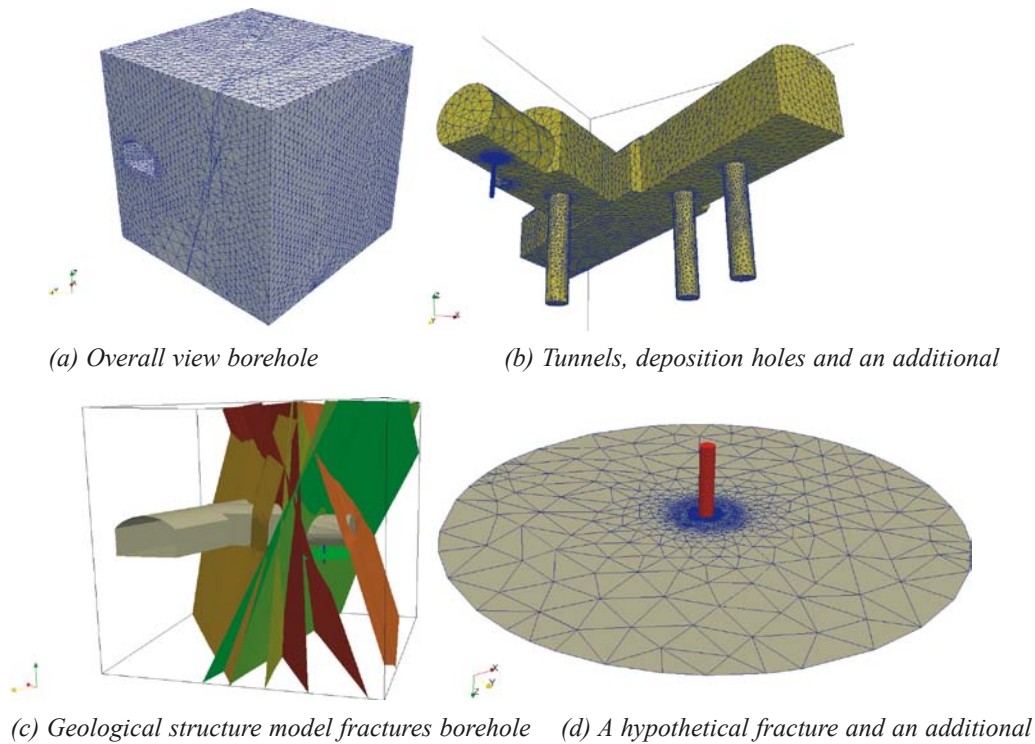 (a) Overall view borehole
(b) Tunnels, deposition holes and an additional
(c) Geological structure model fractures borehole
(d) A hypothetical fracture and an additional